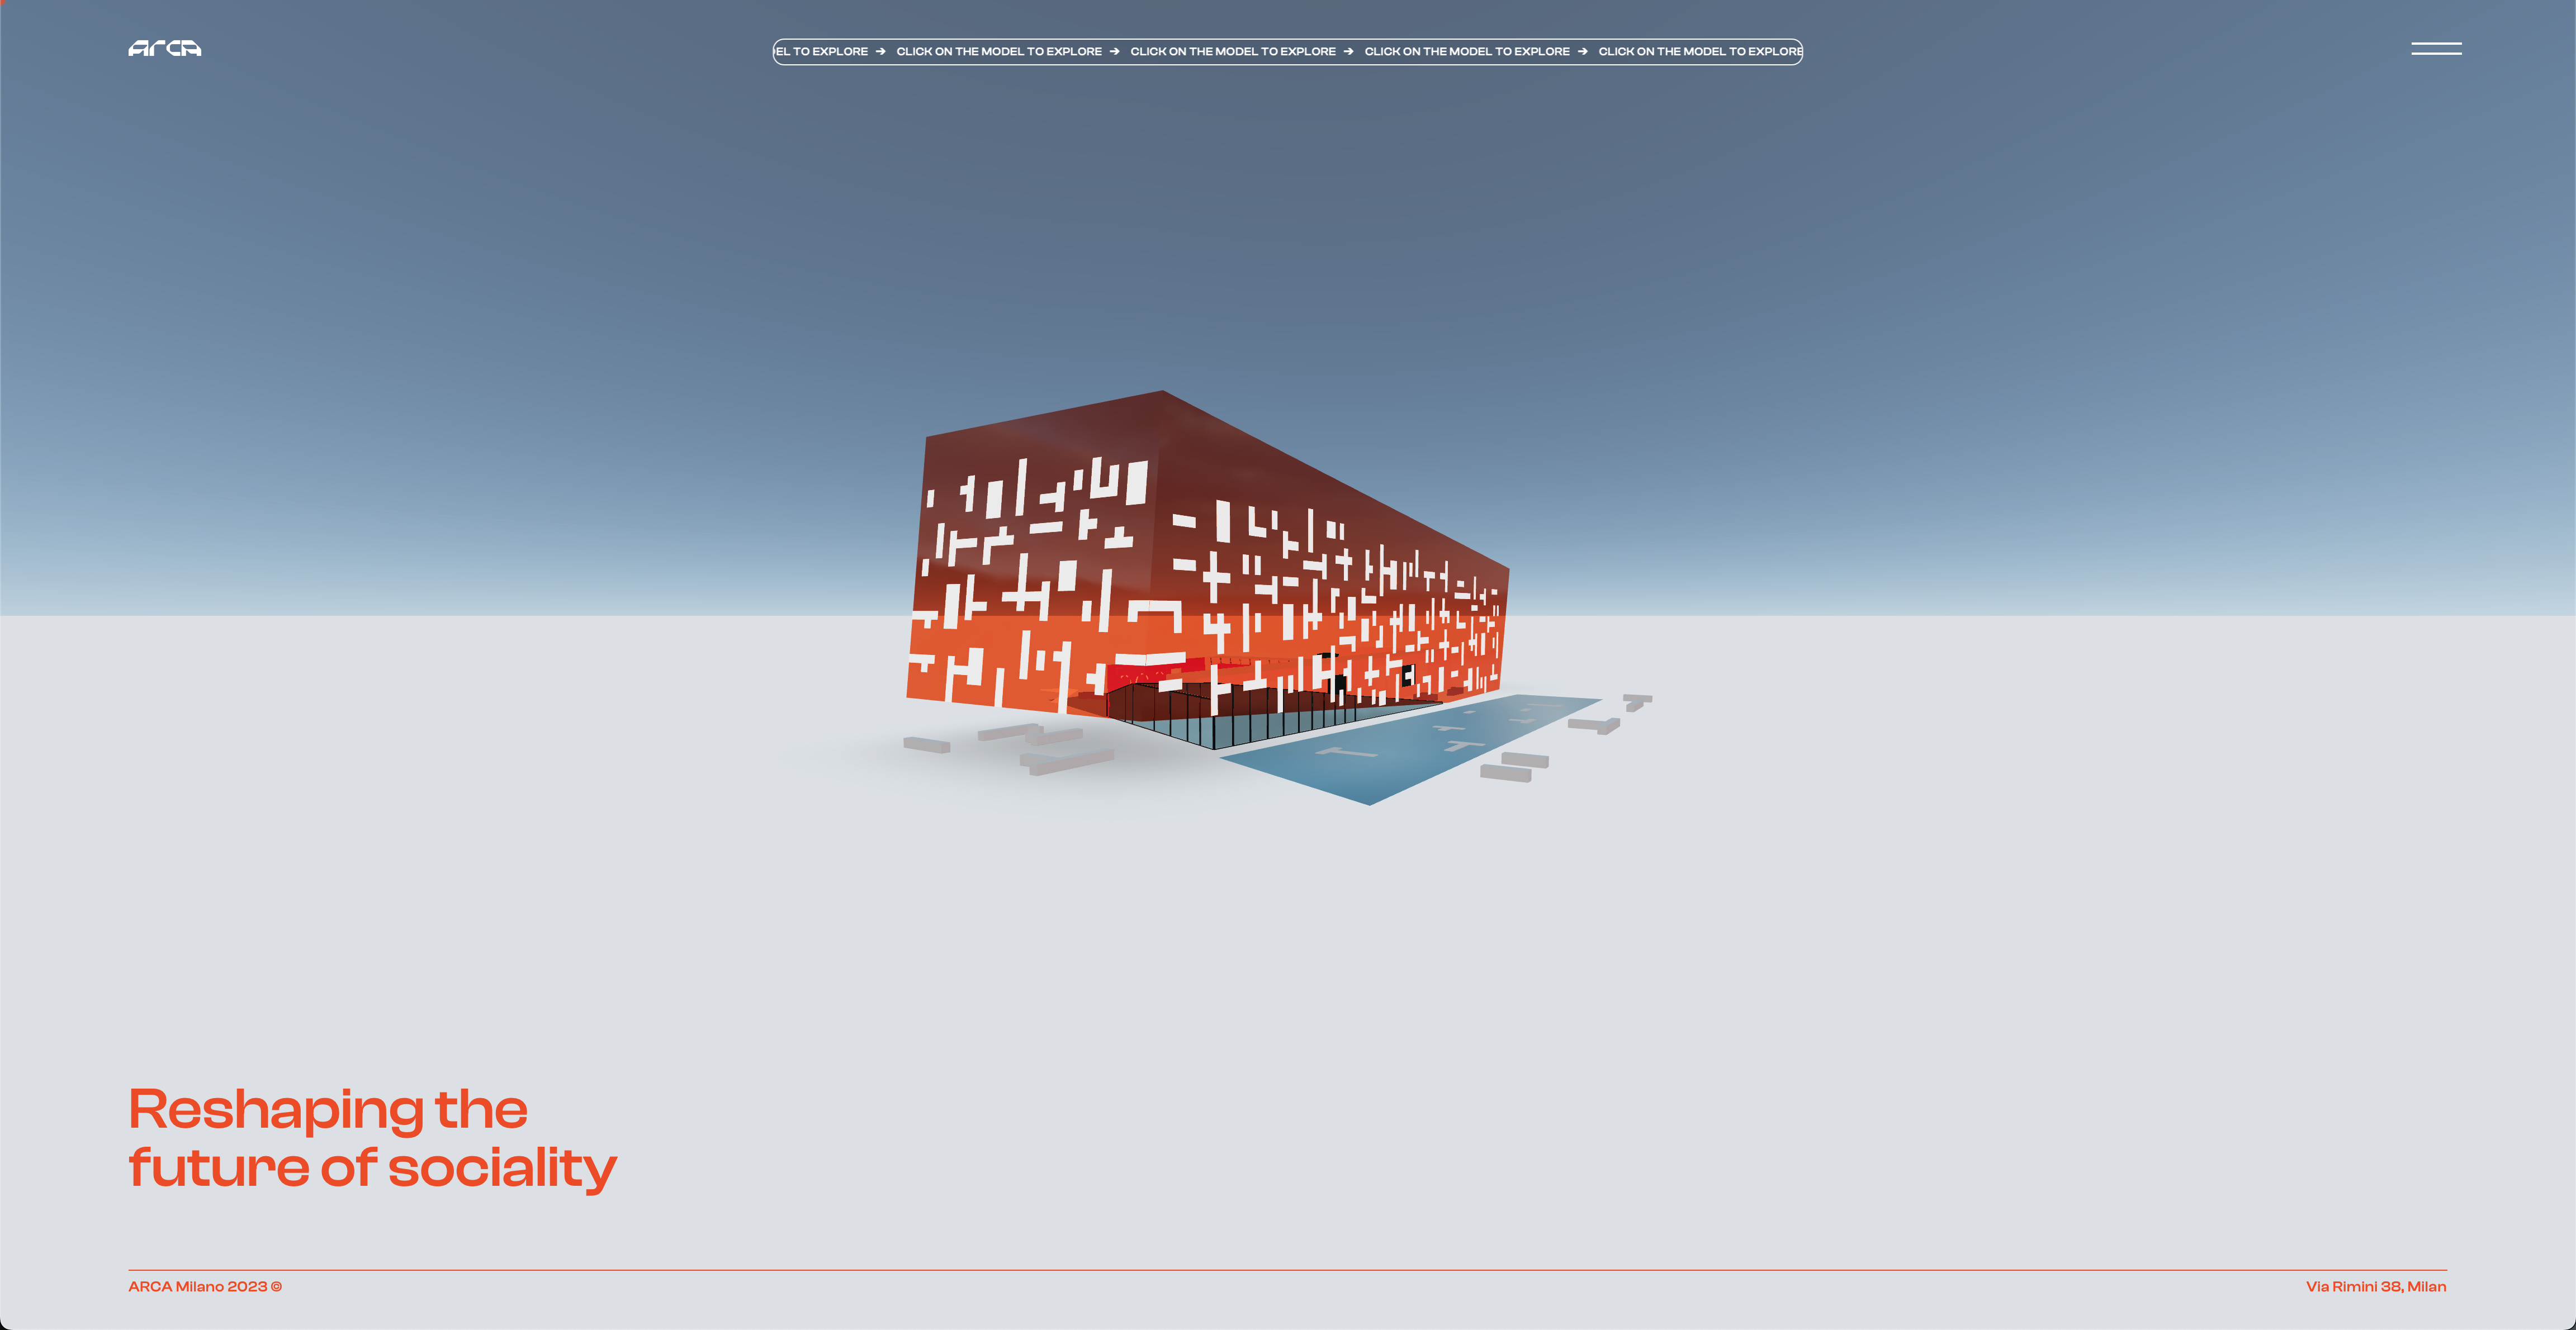 ARCA
EL TO EXPLORE → CLICK ON THE MODEL TO EXPLORE → CLICK ON THE MODEL TO EXPLORE → CLICK ON THE MODEL TO EXPLORE → CLICK ON THE MODEL TO EXPLORE
Reshaping the
future of sociality
ARCA Milano 2023 ©
Via Rimini 38, Milan